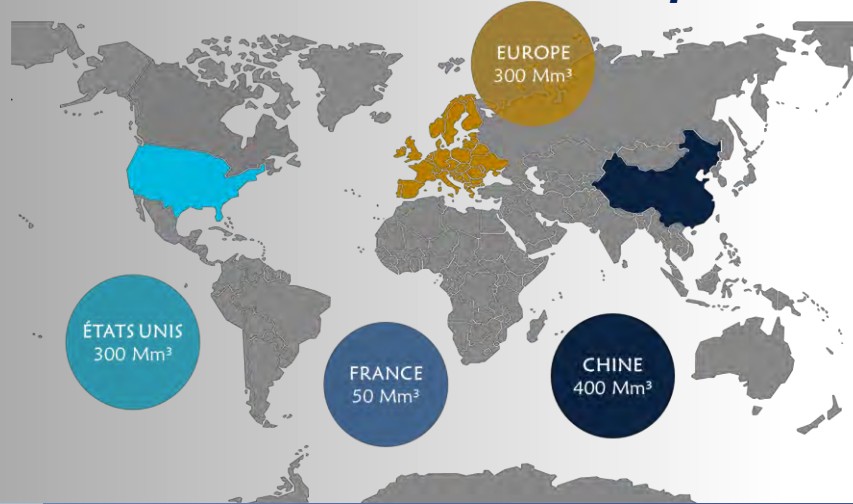 EUROPE
300 Mm³
ÉTATS UNIS
300 Mm³
FRANCE
50 Mm³
CHINE
400 Mm³